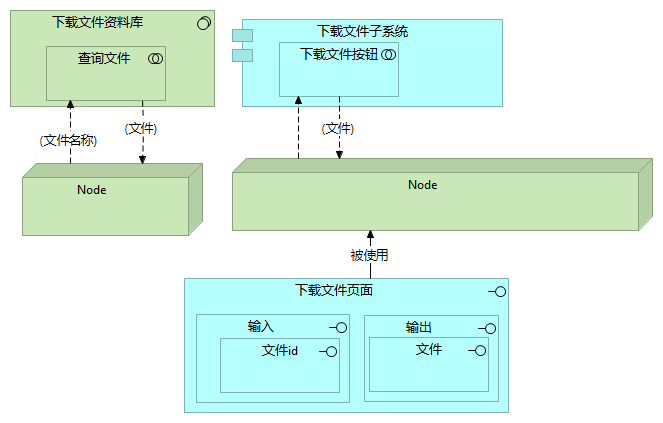 下载文件资料库
查询文件
(文件名称)
(文件)
Node
下载文件子系统
下载文件按钮
(文件)
Node
被使用
下载文件页面
输入
文件id
输出
文件